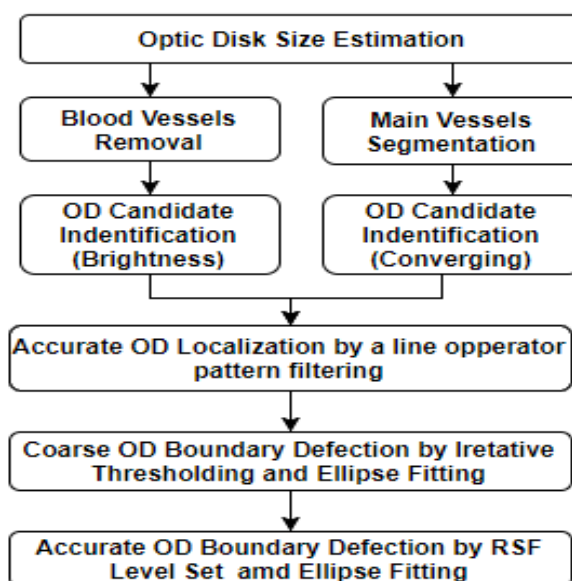 Optic Disk Size Estimation
Blood Vessels
Removal
Main Vessels
Segmentation
OD Candidate
Indentification
(Brightness)
OD Candidate
Indentification
(Converging)
Accurate OD Localization by a line opperator
pattern filtering
Coarse OD Boundary Defection by Iretative
Thresholding and Ellipse Fitting
Accurate OD Boundary Defection by RSF
Level Set amd Ellipse Fitting